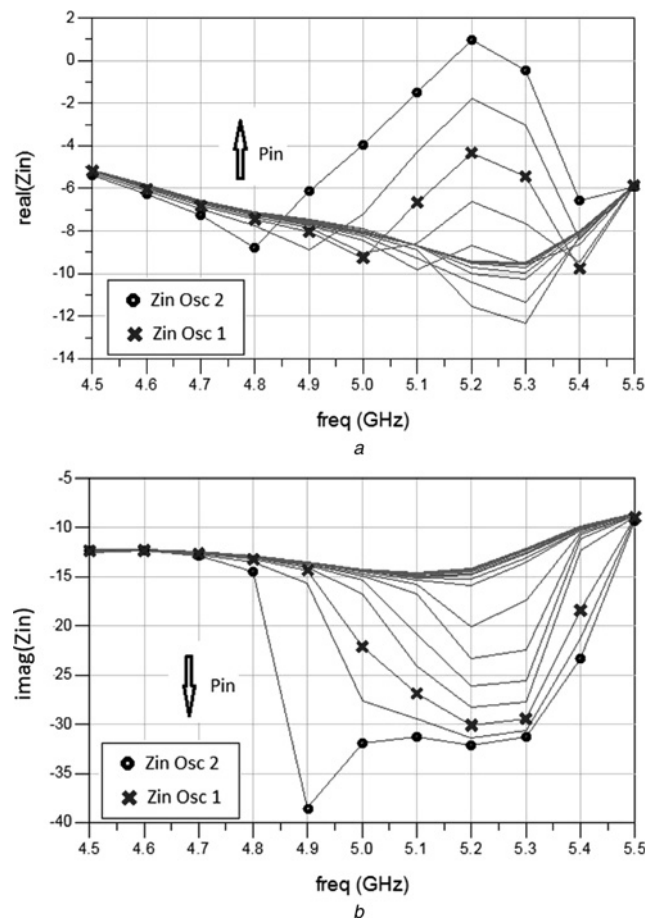 2
0
-2
-4
-6
-8
-10
-12
-14
real(Zin)
Pin
Zin Osc 2
Zin Osc 1
4.5 4.6 4.7 4.8 4.9 5.0 5.1 5.2 5.3 5.4 5.5
freq (GHz)
a
-5
-10
-15
-20
-25
-30
-35
-40
imag(Zin)
Pin
Zin Osc 2
Zin Osc 1
4.5 4.6 4.7 4.8 4.9 5.0 5.1 5.2 5.3 5.4 5.5
freq (GHz)
b